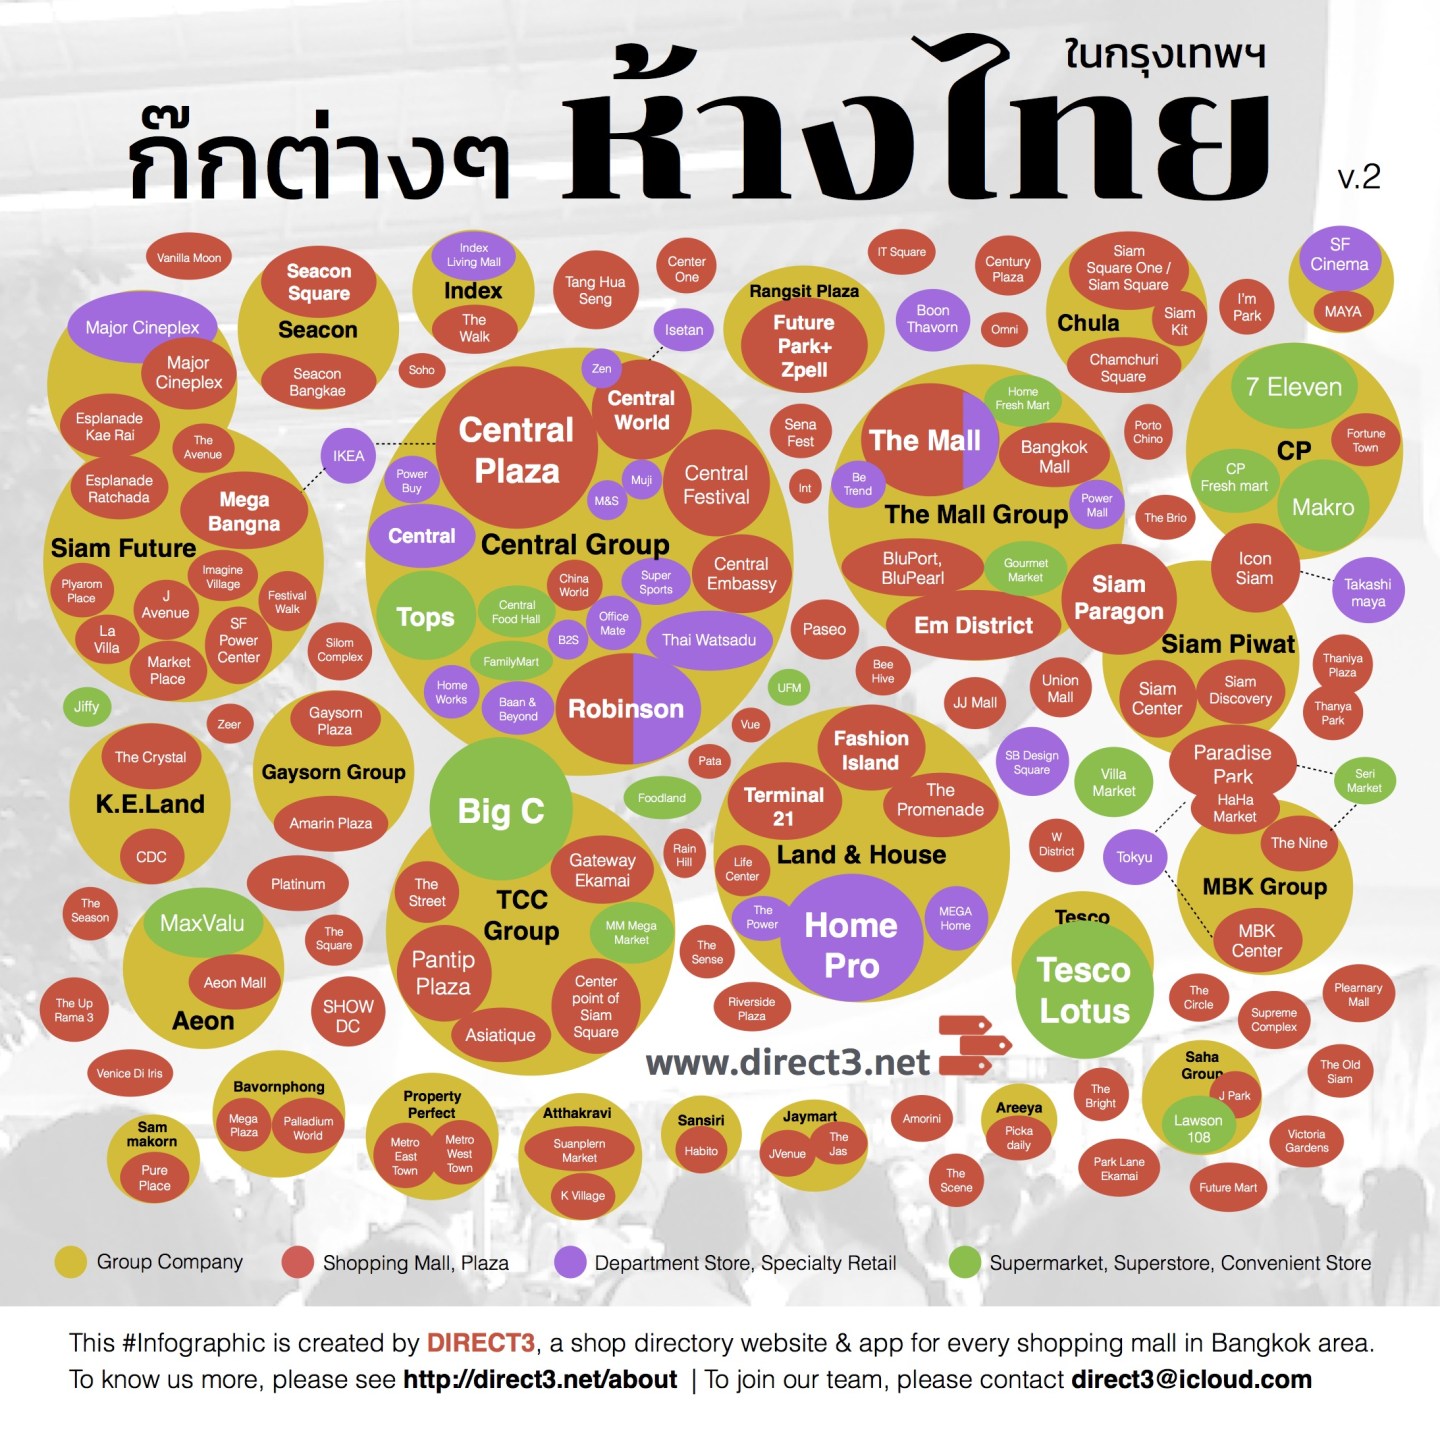 ในกรุงเทพฯ
ก๊กต่างๆ ห้างไทย v.2
Vanilla Moon
Seacon
Square
Seacon
Seacon
Bangkae
Index
Living Mall
Index
The
Walk
Tang Hua
Seng
Center
One
Isetan
Soho
Rangsit Plaza
Future
Park+
Zpell
IT Square
Boon
Thavorn
Century
Plaza
Omni
Siam
Square One /
Siam Square
Chula
Siam
Kit
Chamchuri
Square
I'm
Park
SF
Cinema
MAYA
Major Cineplex
Major
Cineplex
Esplanade
Kae Rai
The
Avenue
Esplanade
Ratchada
Mega
Bangna
IKEA
Siam Future
Plyarom
Place
J
Avenue
Imagine
Village
Festival
Walk
La
Villa
Market
Place
SF
Power
Center
Silom
Complex
Central
Plaza
Zen
Central
World
Power
Buy
Central
M&S
Muji
Central
Festival
Central Group
Central
Embassy
China
World
Super
Sports
Tops
Central
Food Hall
B2S
Office
Mate
Thai Watsadu
FamilyMart
Home
Works
Baan &
Beyond
Robinson
Sena
Fest
Int
The Mall
Home
Fresh Mart
Bangkok
Mall
Be
Trend
Power
Mall
The Mall Group
BluPort,
BluPearl
Gourmet
Market
Em District
Siam
Paragon
Porto
Chino
The Brio
7 Eleven
CP
Fortune
Town
CP
Fresh mart
Makro
Icon
Siam
Takashi
maya
Siam Piwat
Siam
Center
Siam
Discovery
Thaniya
Plaza
Thanya
Park
Paseo
Bee
Hive
UFM
JJ Mall
Union
Mall
Vue
Pata
Foodland
Rain
Hill
Jiffy
Zeer
The Crystal
K.E.Land
CDC
Gaysorn
Plaza
Gaysorn Group
Amarin Plaza
Platinum
The
Season
The
Square
MaxValu
Aeon Mall
Aeon
The Up
Rama 3
SHOW
DC
Venice Di Iris
Big C
The
Street
Gateway
Ekamai
TCC
Group
MM Mega
Market
Pantip
Plaza
Asiatique
Center
point of
Siam
Square
Fashion
Island
Terminal
21
The
Promenade
Land & House
Life
Center
The
Power
Home
Pro
MEGA
Home
The
Sense
Riverside
Plaza
SB Design
Square
Villa
Market
W
District
Tokyu
Paradise
Park
HaHa
Market
Seri
Market
The Nine
MBK Group
MBK
Center
Tesco
Tesco
Lotus
www.direct3.net
The
Circle
Supreme
Complex
Plearnary
Mall
The Old
Siam
Saha
Group
J Park
Lawson
108
The
Bright
Victoria
Gardens
Park Lane
Ekamai
Future Mart
Sam
makorn
Pure
Place
Bavornphong
Mega
Plaza
Palladium
World
Property
Perfect
Metro
East
Town
Metro
West
Town
Atthakravi
Suanplern
Market
K Village
Sansiri
Habito
Jaymart
JVenue
The
Jas
Amorini
The
Scene
Areeya
Picka
daily
Group Company
Shopping Mall, Plaza
Department Store, Specialty Retail
Supermarket, Superstore, Convenient Store
This #Infographic is created by DIRECT3, a shop directory website & app for every shopping mall in Bangkok area.
To know us more, please see http://direct3.net/about | To join our team, please contact direct3@icloud.com